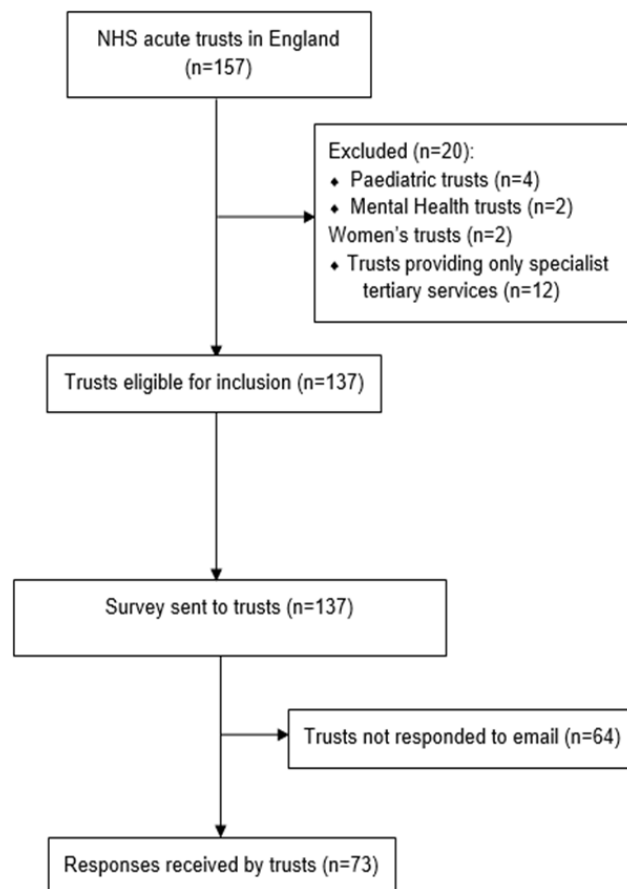 NHS acute trusts in England
(n=157)
Excluded (n=20):
♦ Paediatric trusts (n=4)
♦ Mental Health trusts (n=2)
Women's trusts (n=2)
♦ Trusts providing only specialist
tertiary services (n=12)
Trusts eligible for inclusion (n=137)
Survey sent to trusts (n=137)
Trusts not responded to email (n=64)
Responses received by trusts (n=73)